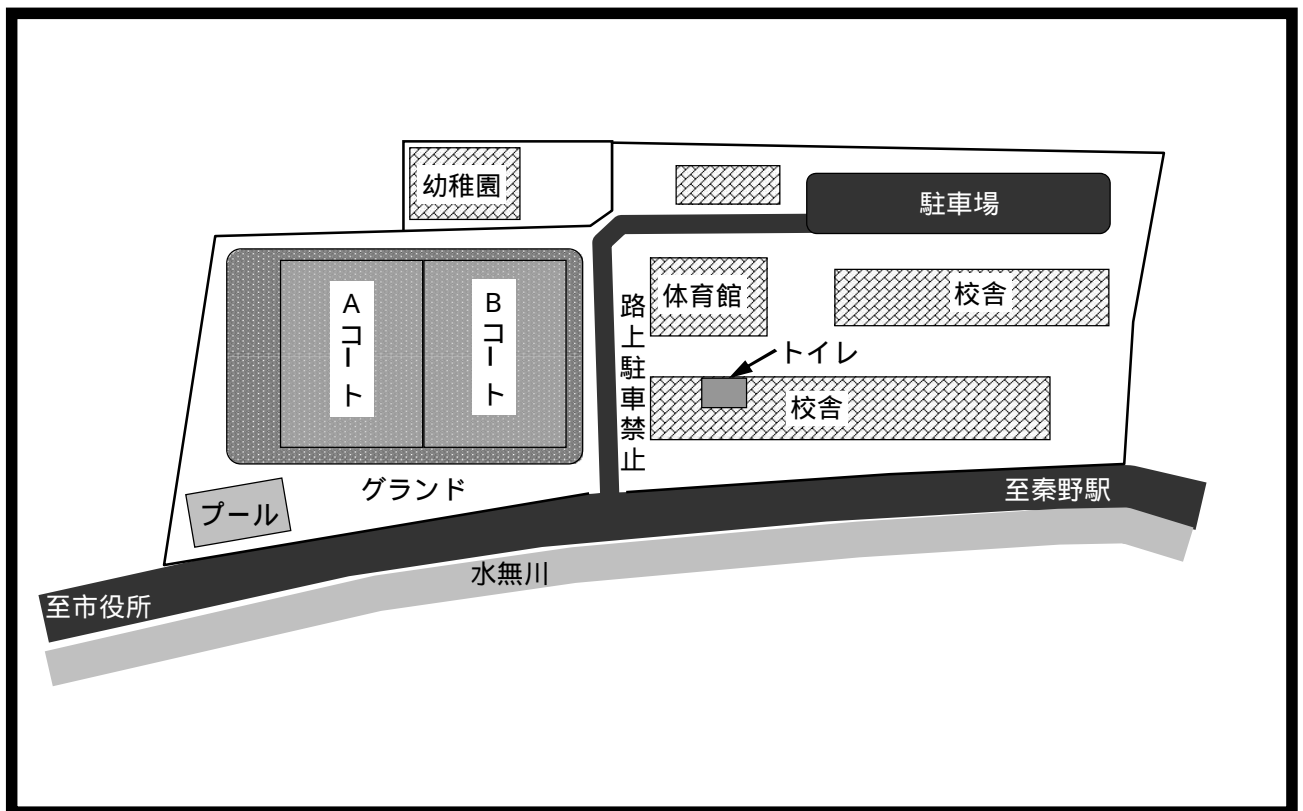 幼稚園
駐車場
Aコート
Bコート
路上駐車禁止
体育館
校舎
トイレ
校舎
グランド
プール
至秦野駅
水無川
至市役所